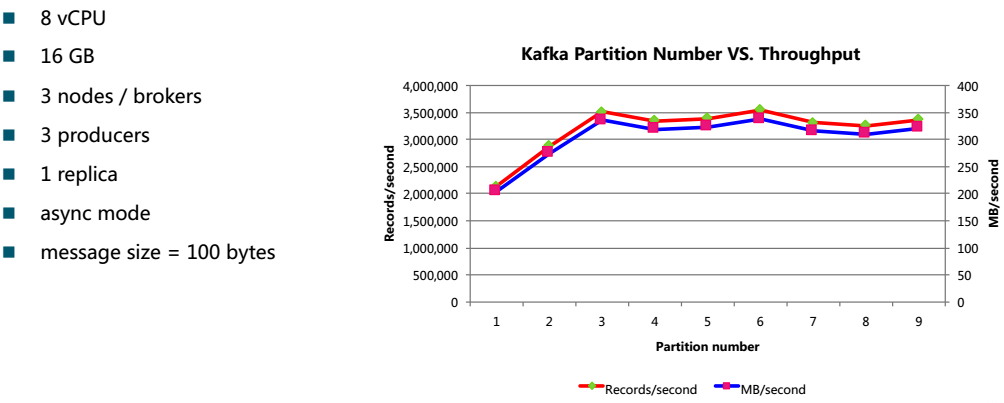 8 vCPU
16 GB
3 nodes / brokers
3 producers
1 replica
async mode
message size = 100 bytes
Kafka Partition Number VS. Throughput
4,000,000
3,500,000
3,000,000
2,500,000
2,000,000
1,500,000
1,000,000
500,000
0
Records/second
400
350
300
250
200
150
100
50
0
MB/second
1 2 3 4 5 6 7 8 9
Partition number
Records/second MB/second